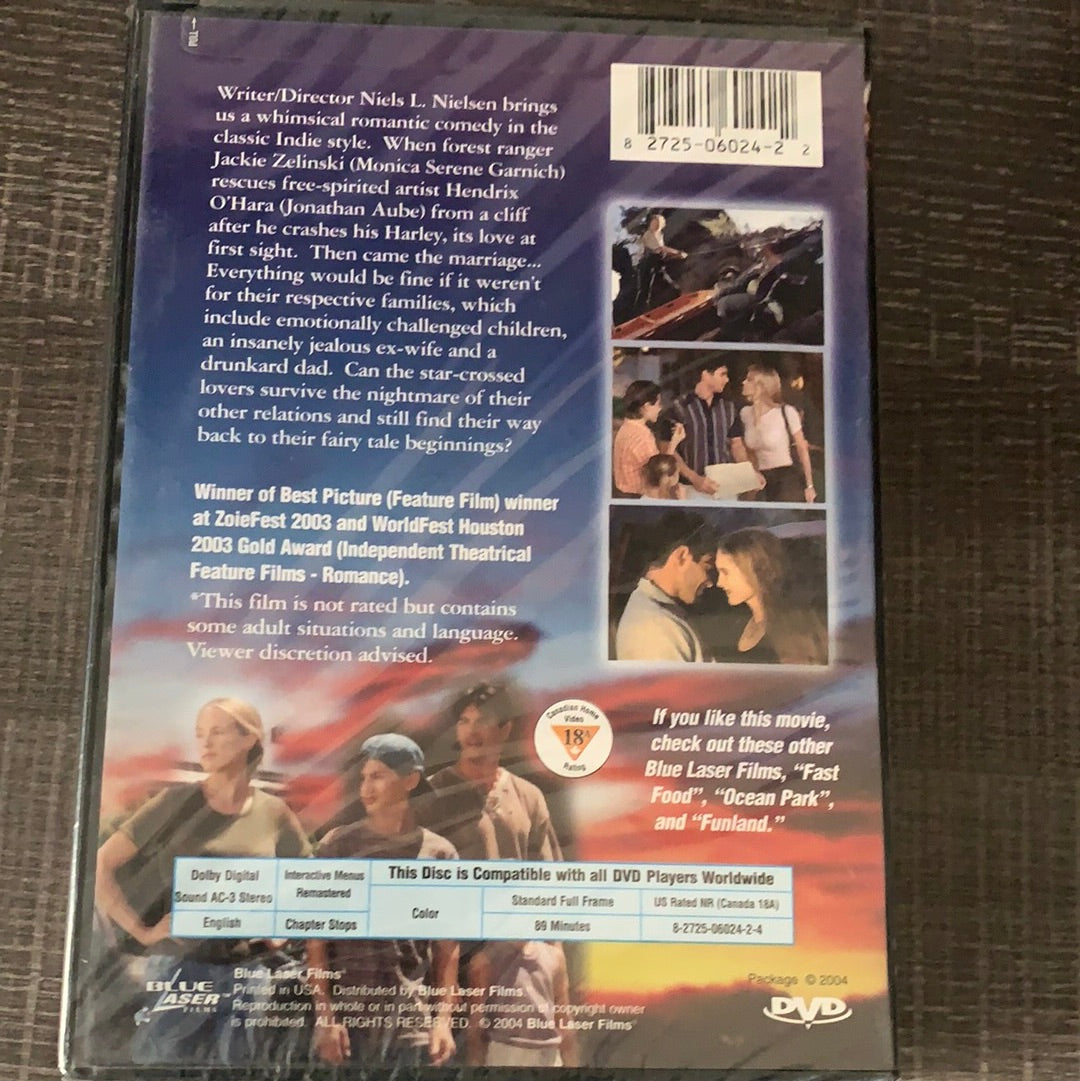 PULL →
Writer/Director Niels L. Nielsen brings
us a whimsical romantic comedy in the
classic Indie style. When forest ranger
Jackie Zelinski (Monica Serene Garnich)
rescues free-spirited artist Hendrix
O'Hara (Jonathan Aube) from a cliff
after he crashes his Harley, its love at
first sight. Then came the marriage...
Everything would be fine if it weren't
for their respective families, which
include emotionally challenged children,
an insanely jealous ex-wife and a
drunkard dad. Can the star-crossed
lovers survive the nightmare of their
other relations and still find their way
back to their fairy tale beginnings?
Winner of Best Picture (Feature Film) winner
at ZoieFest 2003 and WorldFest Houston
2003 Gold Award (Independent Theatrical
Feature Films - Romance).
*This film is not rated but contains
some adult situations and language.
Viewer discretion advised.
8 2725-06024-2 2
Canadian Home
Video
18A
Rating
If you like this movie,
check out these other
Blue Laser Films, "Fast
Food", "Ocean Park",
and "Funland."
Dolby Digital
Sound AC-3 Stereo
English
Interactive Menus
Remastered
Chapter Stops
This Disc is Compatible with all DVD Players Worldwide
Color
Standard Full Frame
89 Minutes
US Rated NR (Canada 18A)
8-2725-06024-2-4
BLUE
LASER™
FILMS
Blue Laser Films®
Printed in USA. Distributed by Blue Laser Films.
Reproduction in whole or in part without permission of copyright owner
is prohibited. ALL RIGHTS RESERVED. © 2004 Blue Laser Films®
Package © 2004
DVD